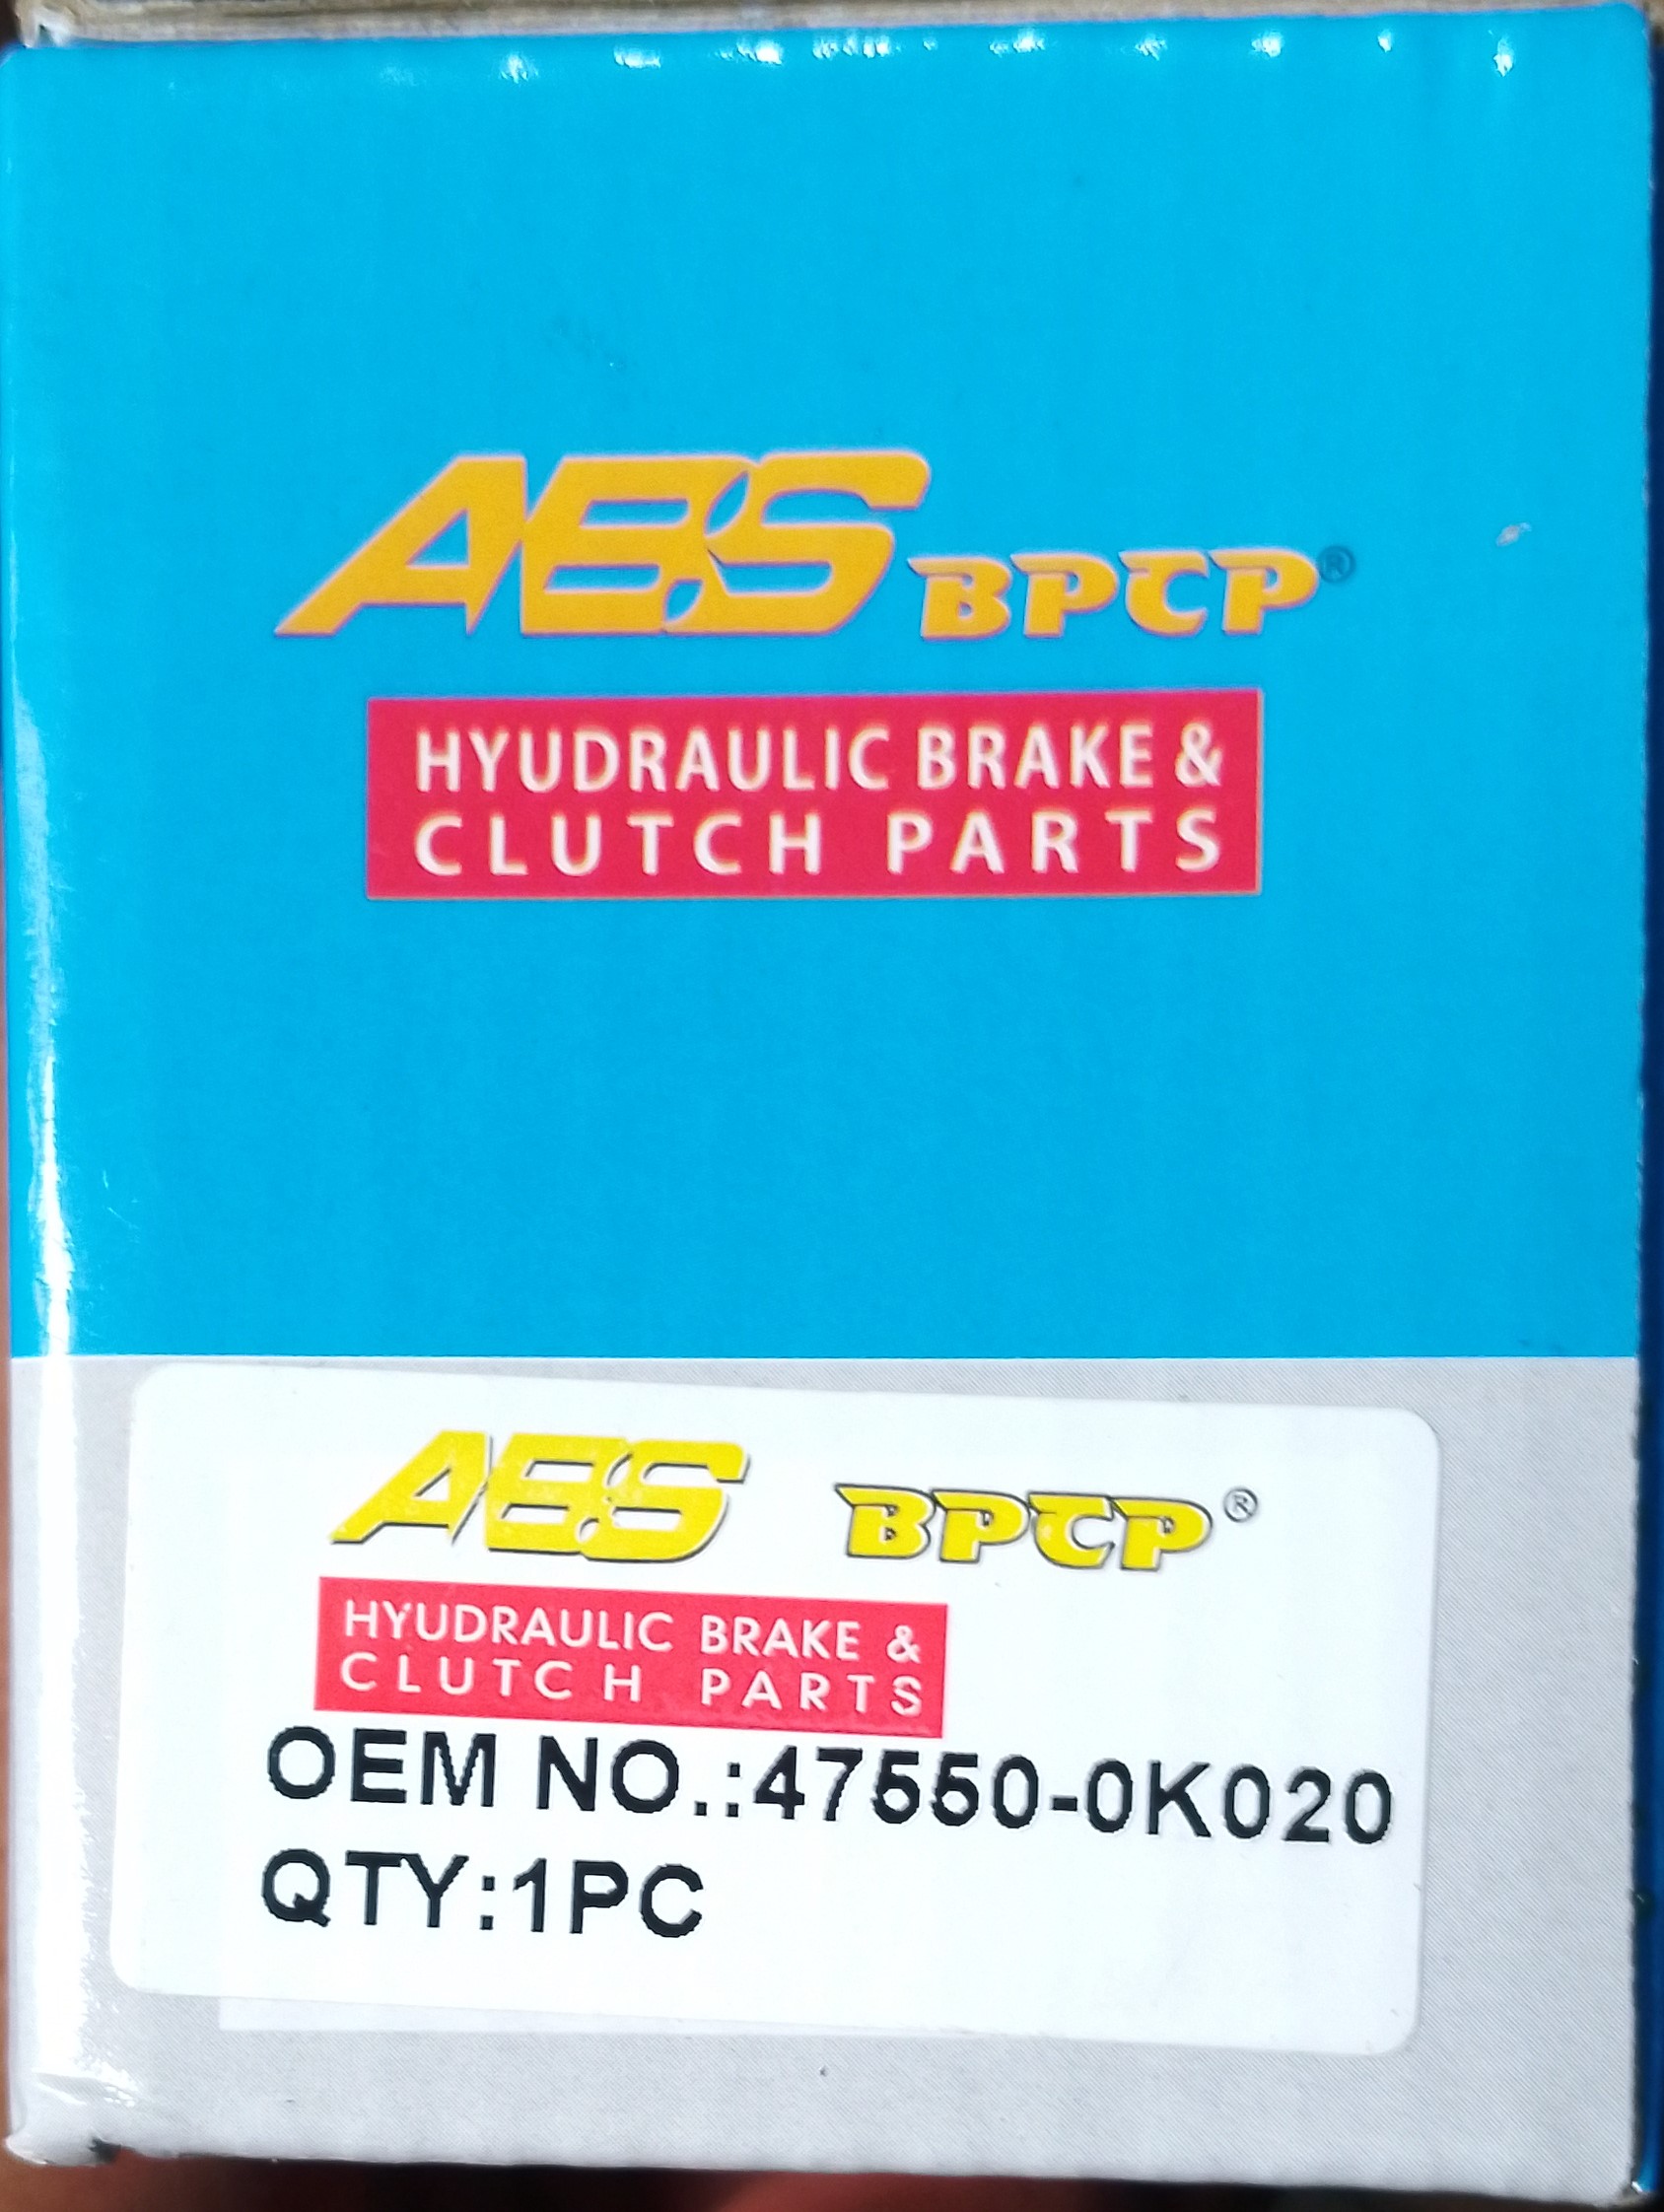 ABS BPCP®
HYUDRAULIC BRAKE &
CLUTCH PARTS
ABS BPCP®
HYUDRAULIC BRAKE &
CLUTCH PARTS
OEM NO.:47550-0K020
QTY:1PC